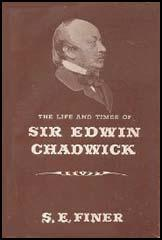 THE LIFE AND TIMES OF
SIR EDWIN
CHADWICK
S. E. FINER